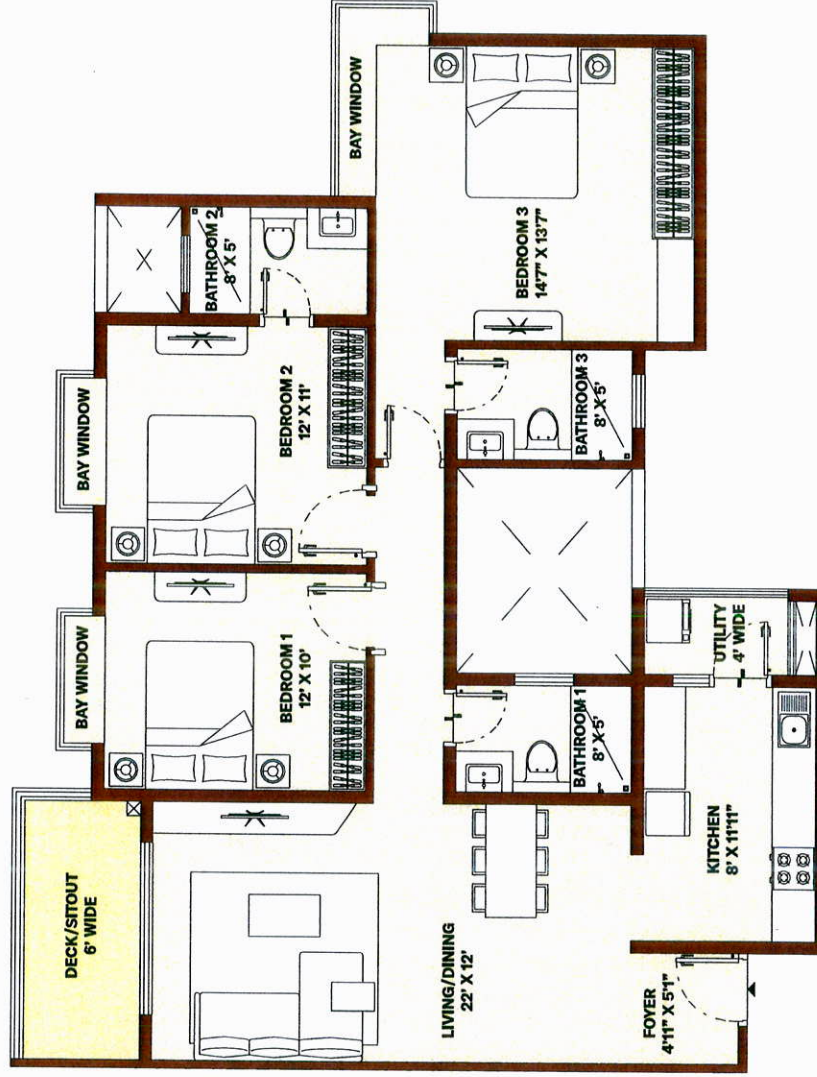 DECK/SITOUT
6' WIDE
BAY WINDOW
BAY WINDOW
BAY WINDOW
BEDROOM 1
12' X 10'
BEDROOM 2
12' X 11'
BATHROOM 2
8' X 5'
BEDROOM 3
14'7" X 13'7"
LIVING/DINING
22' X 12'
BATHROOM 1
8' X 5'
BATHROOM 3
8' X 5'
FOYER
4'11" X 5'1"
KITCHEN
8' X 11'11"
UTILITY
4' WIDE